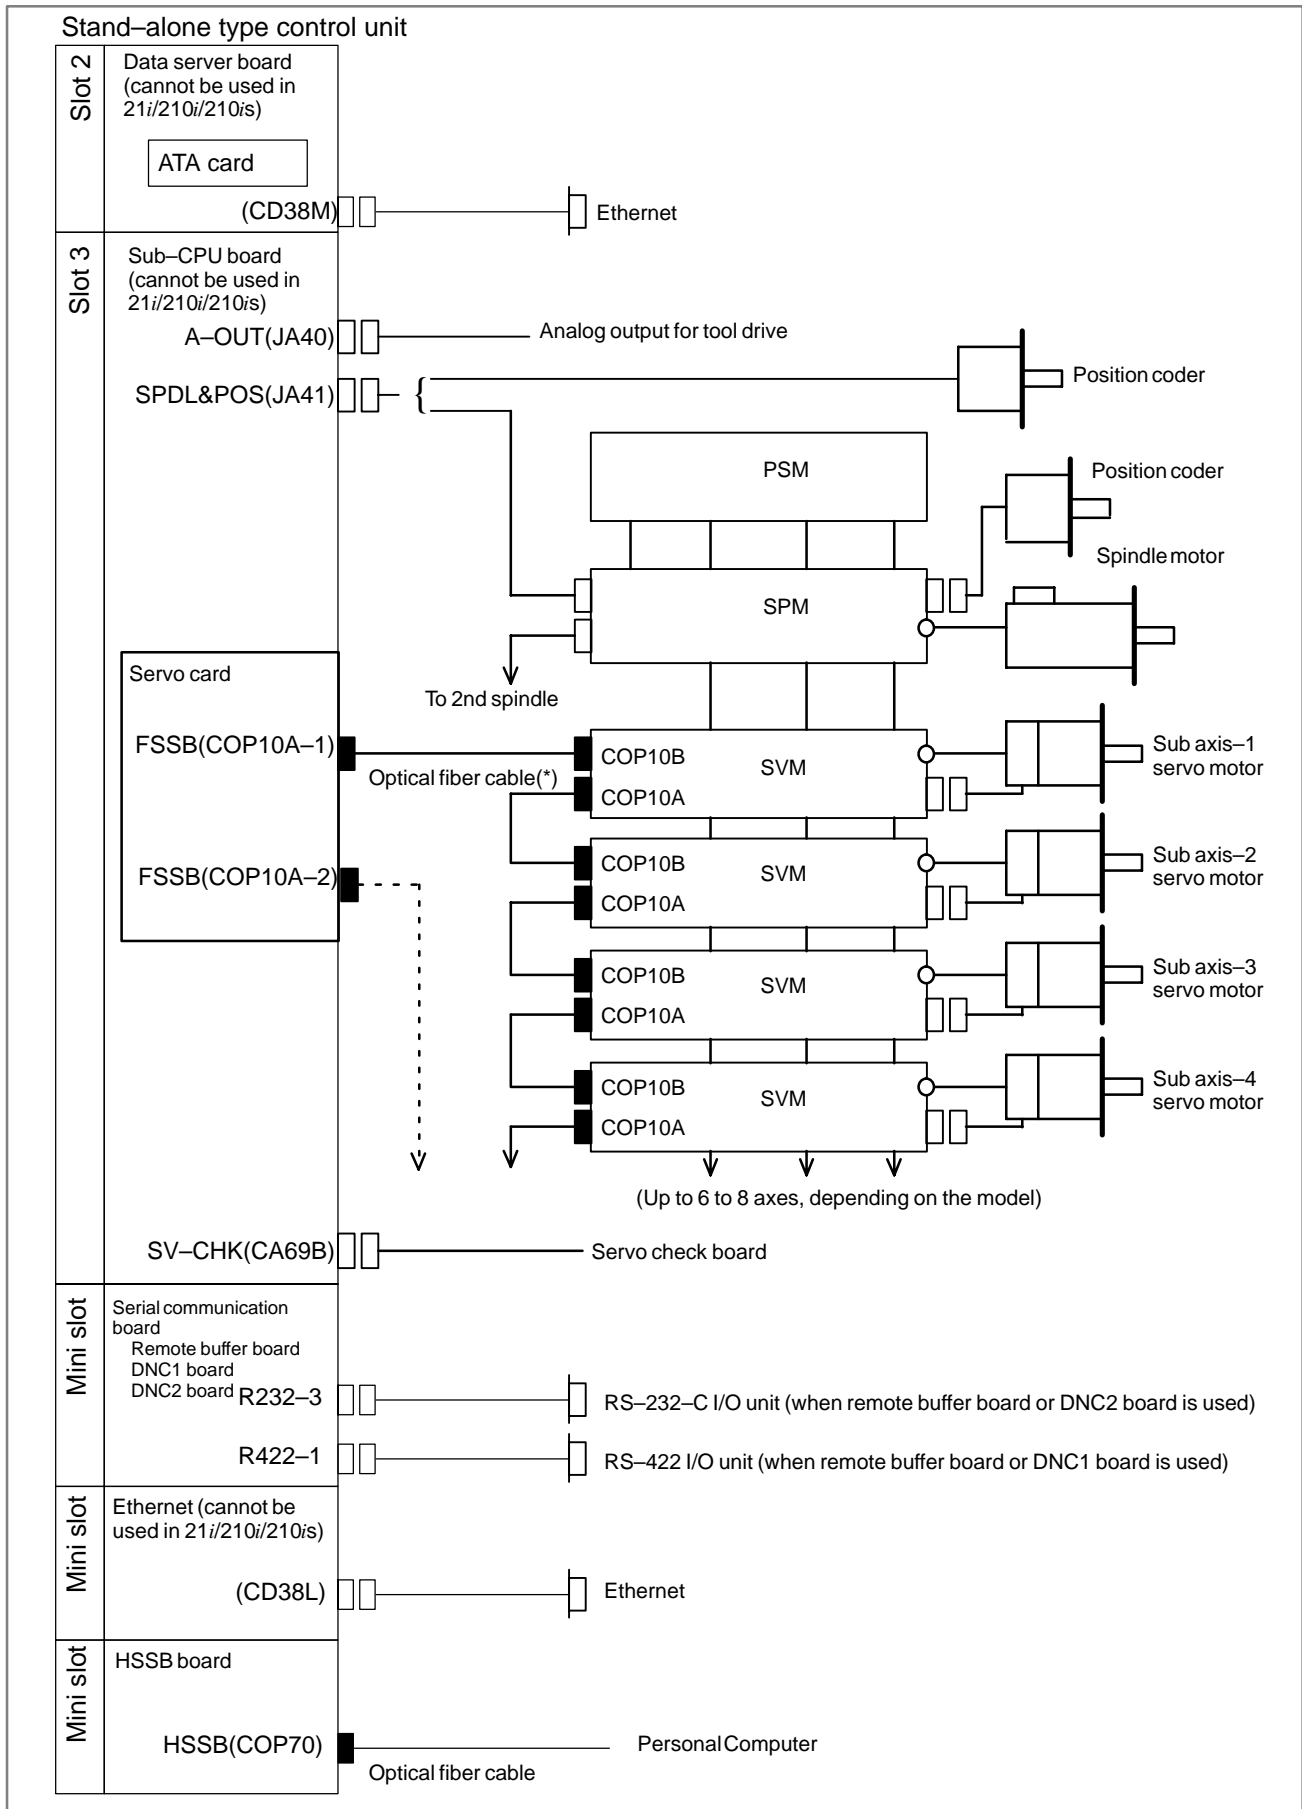 Stand–alone type control unit
Slot 2
Data server board
(cannot be used in
21i/210i/210is)
ATA card
(CD38M)
Ethernet
Slot 3
Sub–CPU board
(cannot be used in
21i/210i/210is)
A–OUT(JA40)
Analog output for tool drive
SPDL&POS(JA41)
{
Position coder
PSM
Position coder
Spindle motor
SPM
To 2nd spindle
Servo card
FSSB(COP10A–1)
Optical fiber cable(*)
COP10B
SVM
COP10A
Sub axis–1
servo motor
FSSB(COP10A–2)
COP10B
SVM
COP10A
Sub axis–2
servo motor
COP10B
SVM
COP10A
Sub axis–3
servo motor
COP10B
SVM
COP10A
Sub axis–4
servo motor
(Up to 6 to 8 axes, depending on the model)
SV–CHK(CA69B)
Servo check board
Mini slot
Serial communication
board
Remote buffer board
DNC1 board
DNC2 board
R232–3
RS–232–C I/O unit (when remote buffer board or DNC2 board is used)
R422–1
RS–422 I/O unit (when remote buffer board or DNC1 board is used)
Mini slot
Ethernet (cannot be
used in 21i/210i/210is)
(CD38L)
Ethernet
Mini slot
HSSB board
HSSB(COP70)
Personal Computer
Optical fiber cable